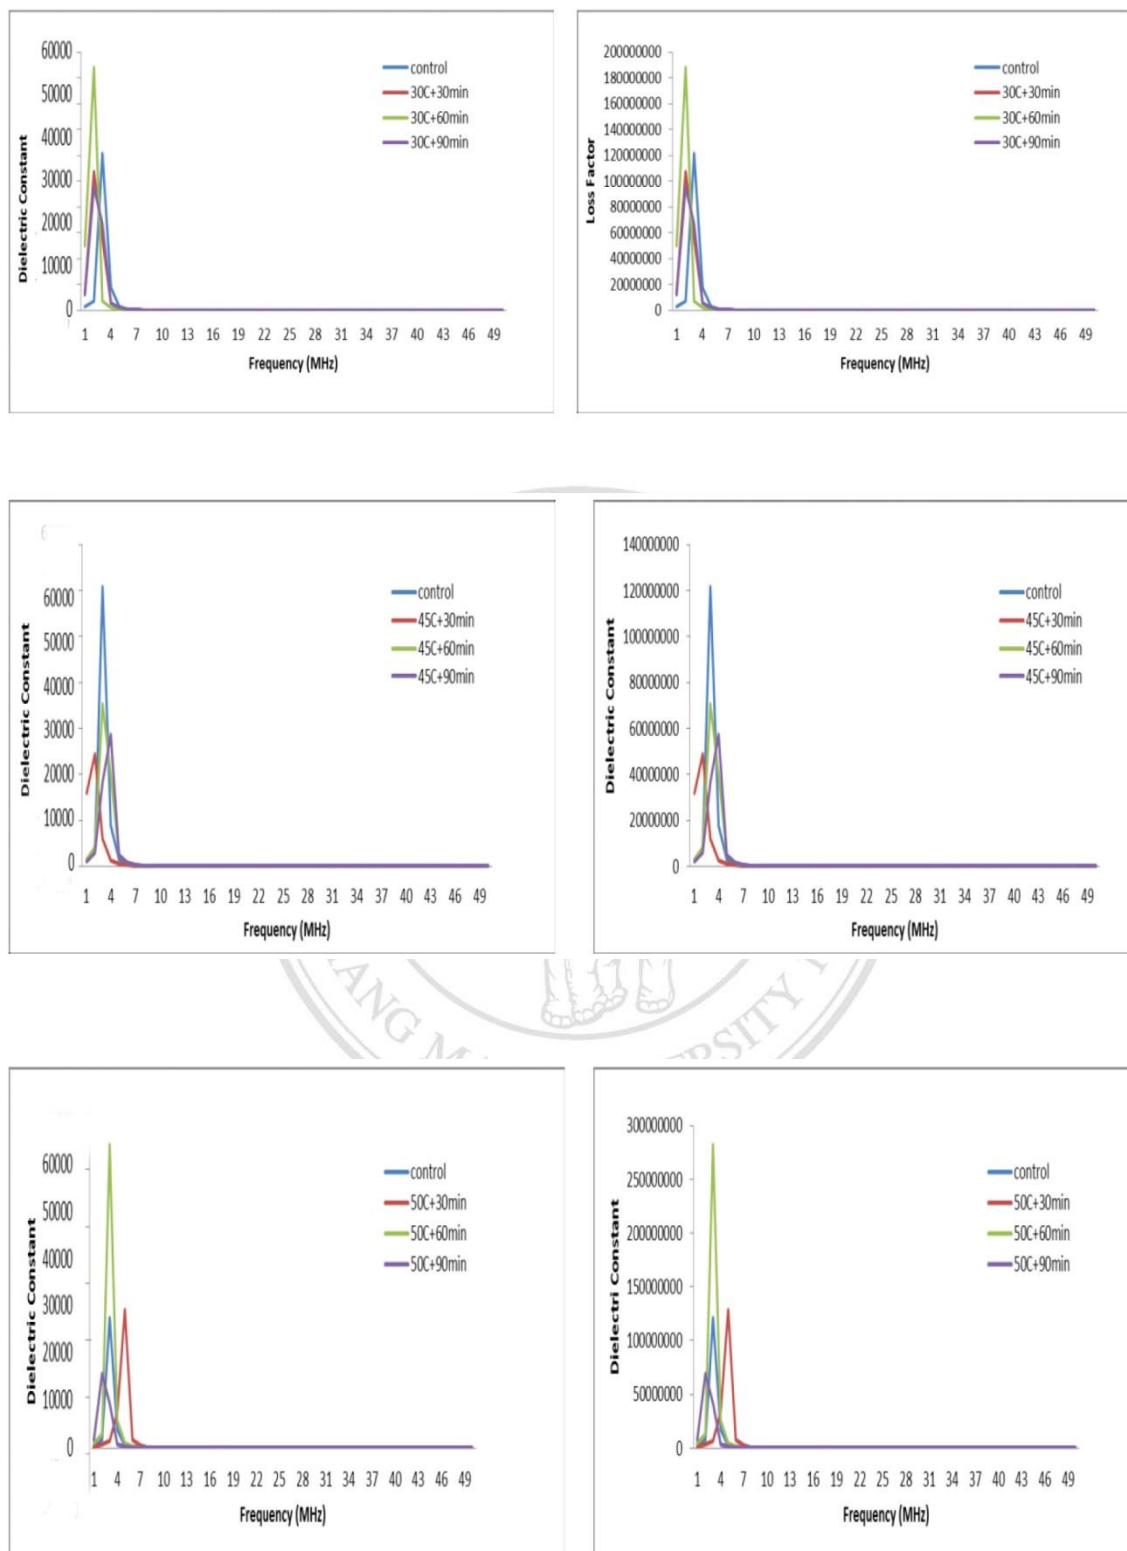 60000
50000
40000
30000
20000
10000
0
Dielectric Constant
control
30C+30min
30C+60min
30C+90min
1 4 7 10 13 16 19 22 25 28 31 34 37 40 43 46 49
Frequency (MHz)
200000000
180000000
160000000
140000000
120000000
100000000
80000000
60000000
40000000
20000000
0
Loss Factor
control
30C+30min
30C+60min
30C+90min
1 4 7 10 13 16 19 22 25 28 31 34 37 40 43 46 49
Frequency (MHz)
60000
50000
40000
30000
20000
10000
0
Dielectric Constant
control
45C+30min
45C+60min
45C+90min
1 4 7 10 13 16 19 22 25 28 31 34 37 40 43 46 49
Frequency (MHz)
140000000
120000000
100000000
80000000
60000000
40000000
20000000
0
Dielectric Constant
control
45C+30min
45C+60min
45C+90min
1 4 7 10 13 16 19 22 25 28 31 34 37 40 43 46 49
Frequency (MHz)
60000
50000
40000
30000
20000
10000
0
Dielectric Constant
control
50C+30min
50C+60min
50C+90min
1 4 7 10 13 16 19 22 25 28 31 34 37 40 43 46 49
Frequency (MHz)
300000000
250000000
200000000
150000000
100000000
50000000
0
Dielectri Constant
control
50C+30min
50C+60min
50C+90min
1 4 7 10 13 16 19 22 25 28 31 34 37 40 43 46 49
Frequency (MHz)